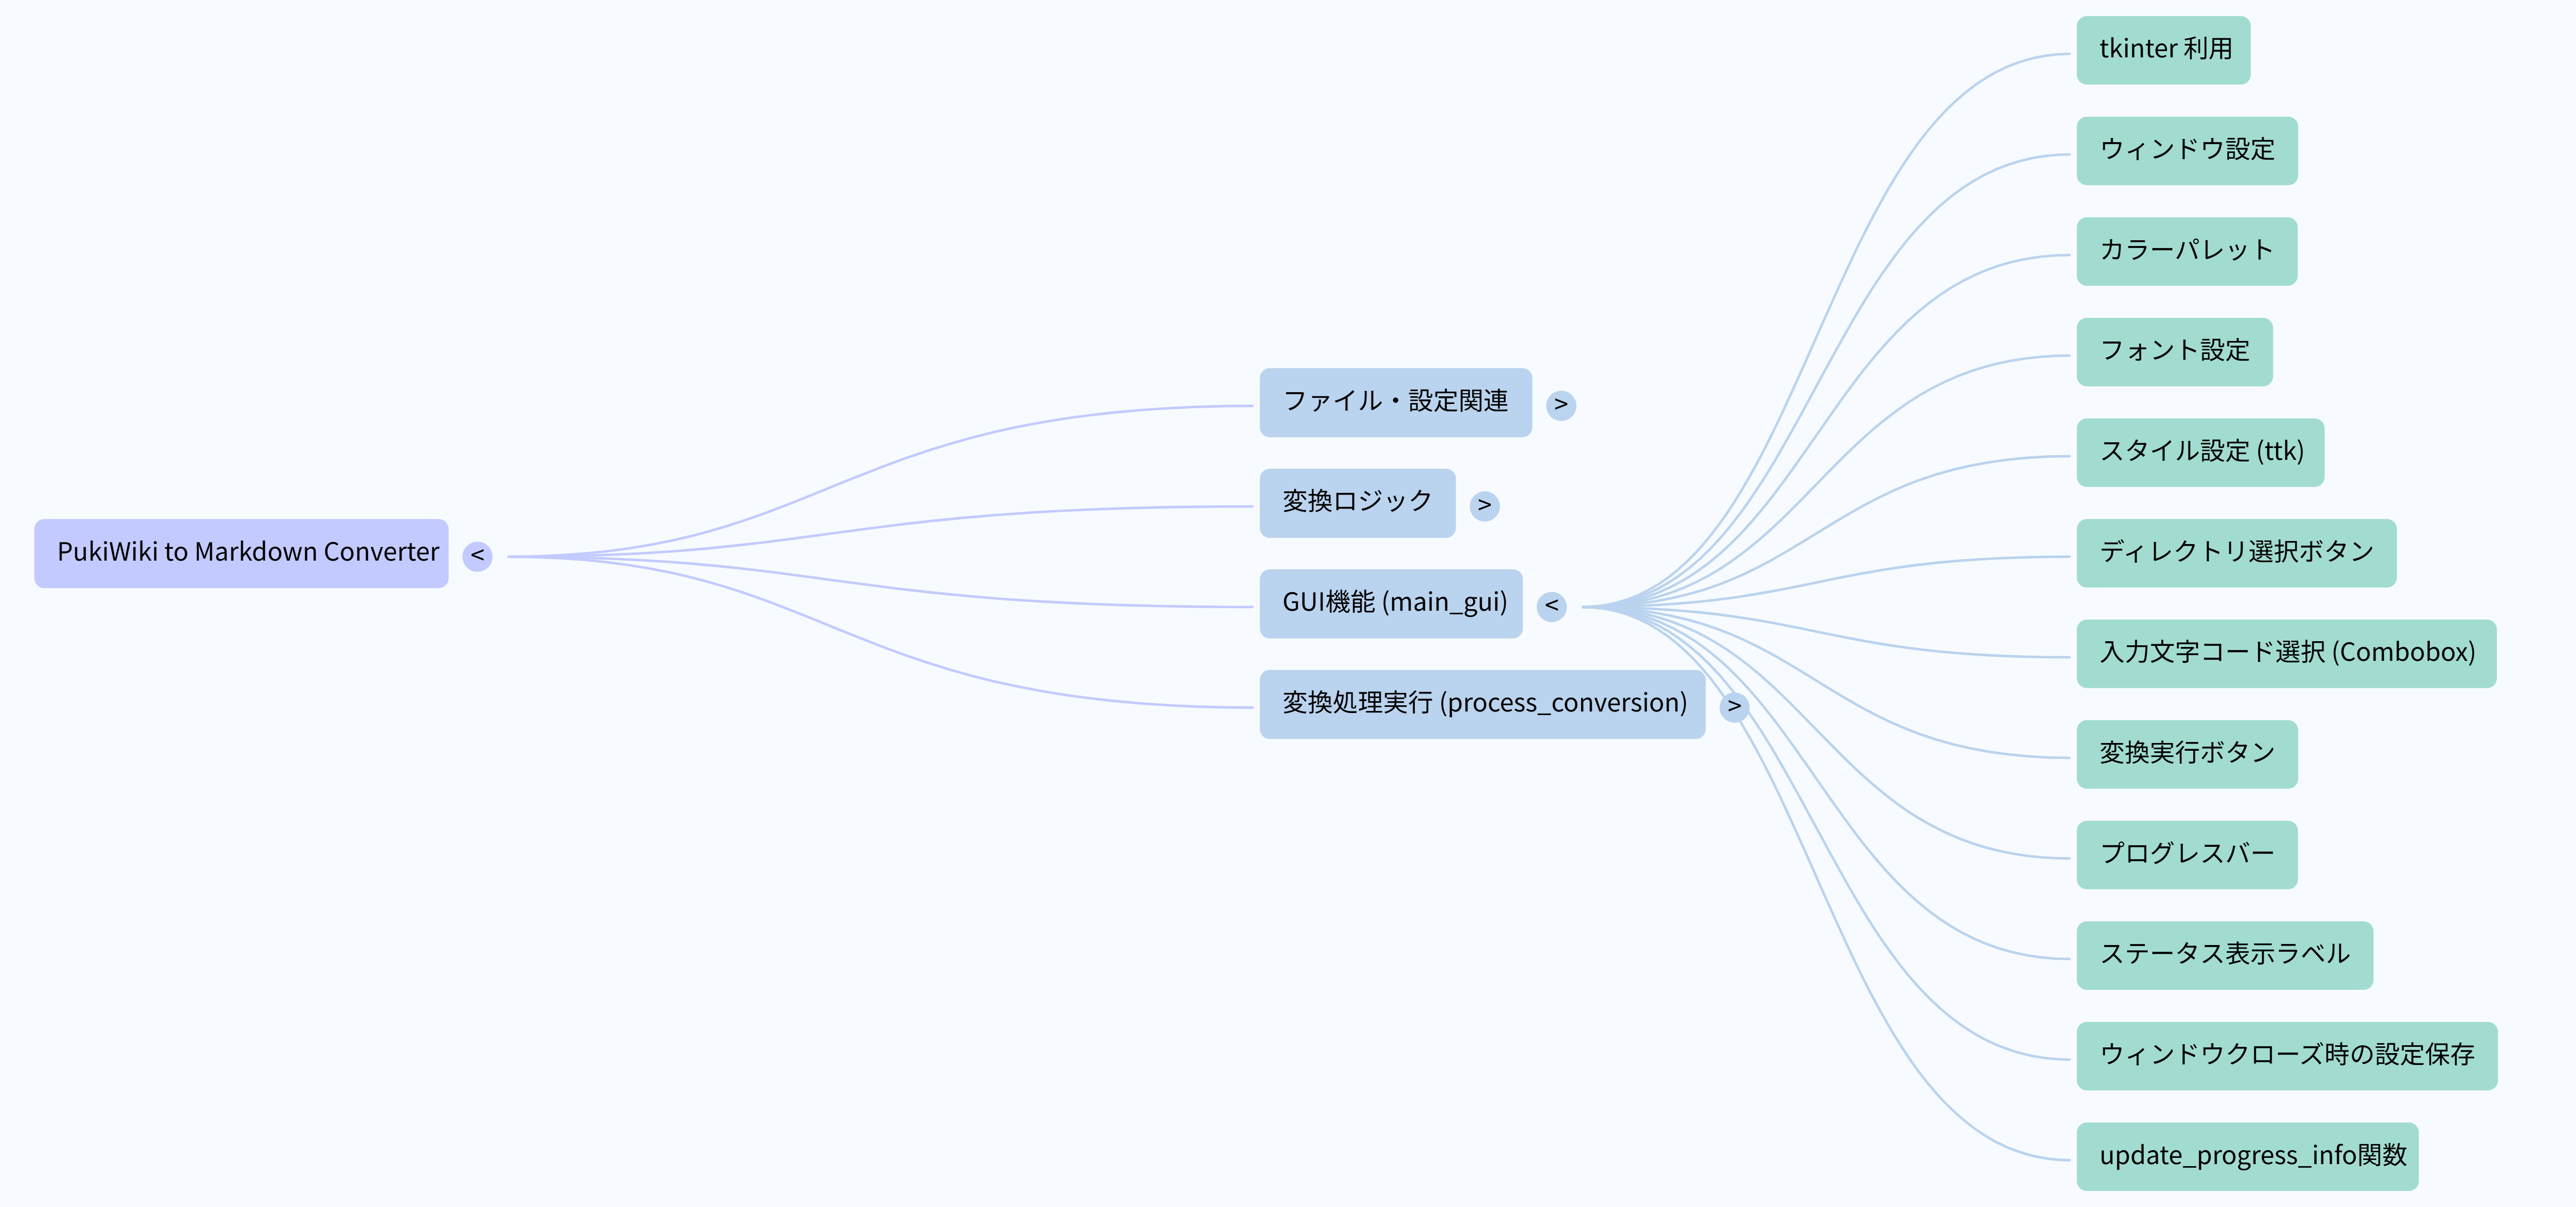 PukiWiki to Markdown Converter
<
ファイル・設定関連
>
変換ロジック
>
GUI機能 (main_gui)
<
変換処理実行 (process_conversion)
>
tkinter 利用
ウィンドウ設定
カラーパレット
フォント設定
スタイル設定 (ttk)
ディレクトリ選択ボタン
入力文字コード選択 (Combobox)
変換実行ボタン
プログレスバー
ステータス表示ラベル
ウィンドウクローズ時の設定保存
update_progress_info関数